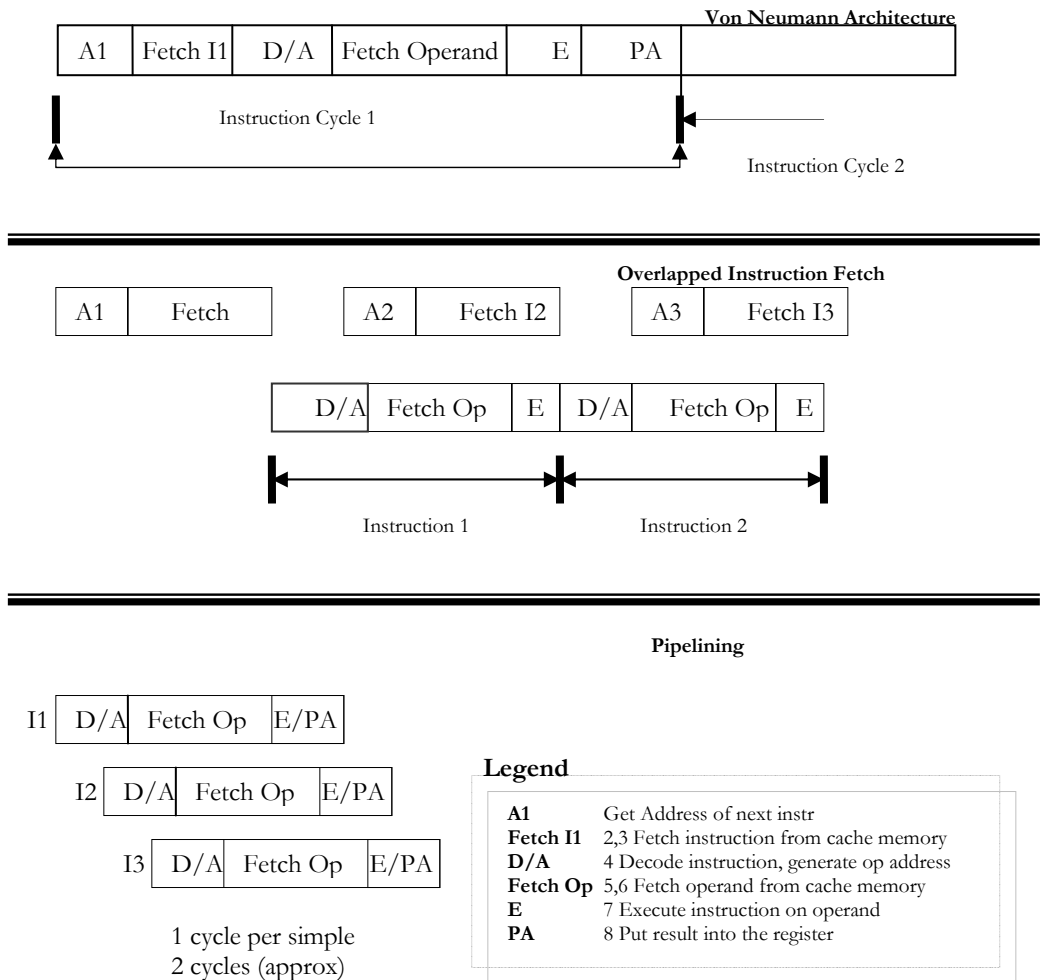 Von Neumann Architecture
A1 Fetch I1 D/A Fetch Operand E PA
Instruction Cycle 1
Instruction Cycle 2
Overlapped Instruction Fetch
A1 Fetch A2 Fetch I2 A3 Fetch I3
D/A Fetch Op E D/A Fetch Op E
Instruction 1 Instruction 2
Pipelining
I1 D/A Fetch Op E/PA
I2 D/A Fetch Op E/PA
I3 D/A Fetch Op E/PA
1 cycle per simple
2 cycles (approx)
Legend
A1 Get Address of next instr
Fetch I1 2,3 Fetch instruction from cache memory
D/A 4 Decode instruction, generate op address
Fetch Op 5,6 Fetch operand from cache memory
E 7 Execute instruction on operand
PA 8 Put result into the register